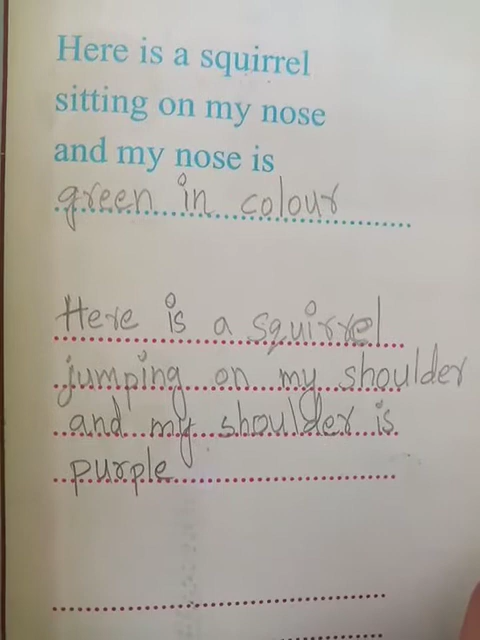 Here is a squirrel
sitting on my nose
and my nose is
green in colour
Here is a squirrel
jumping on my shoulder
and my shoulder is
purple